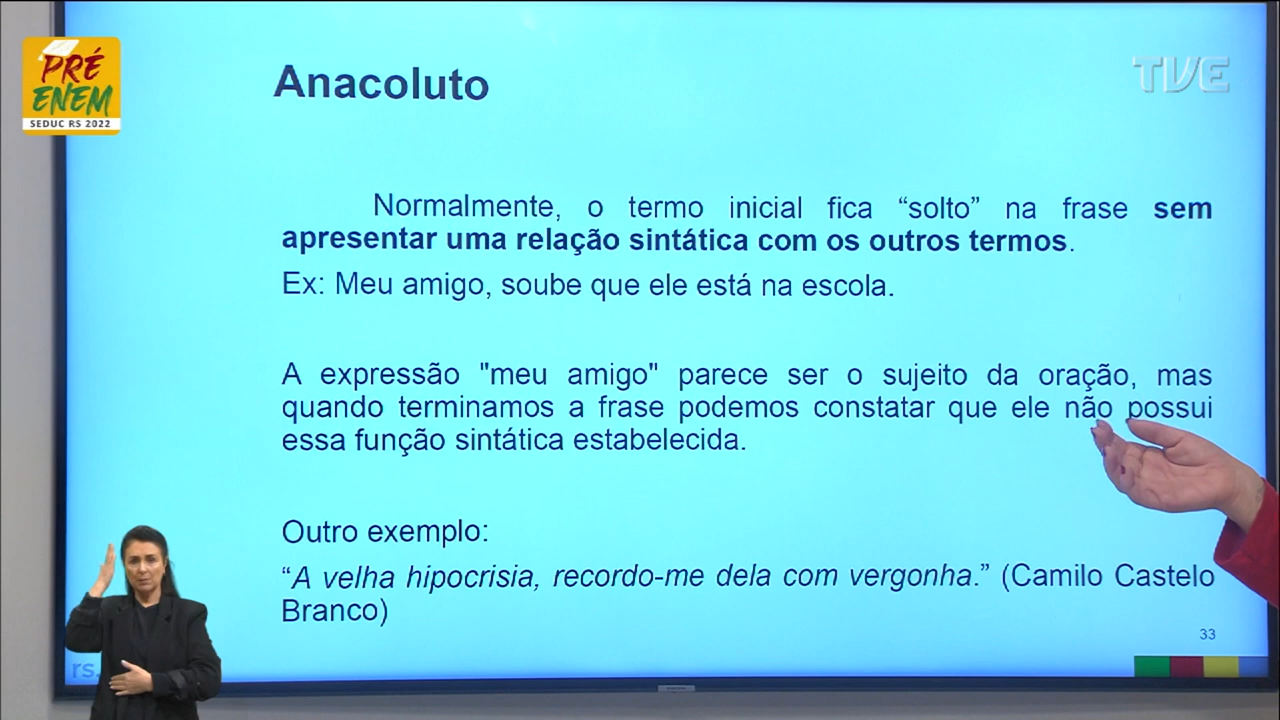 PRÉ
ENEM
SEDUC RS 2022
TVE
Anacoluto
Normalmente, o termo inicial fica “solto” na frase sem
apresentar uma relação sintática com os outros termos.
Ex: Meu amigo, soube que ele está na escola.
A expressão "meu amigo" parece ser o sujeito da oração, mas
quando terminamos a frase podemos constatar que ele não possui
essa função sintática estabelecida.
Outro exemplo:
“A velha hipocrisia, recordo-me dela com vergonha.” (Camilo Castelo
Branco)
33
rs.